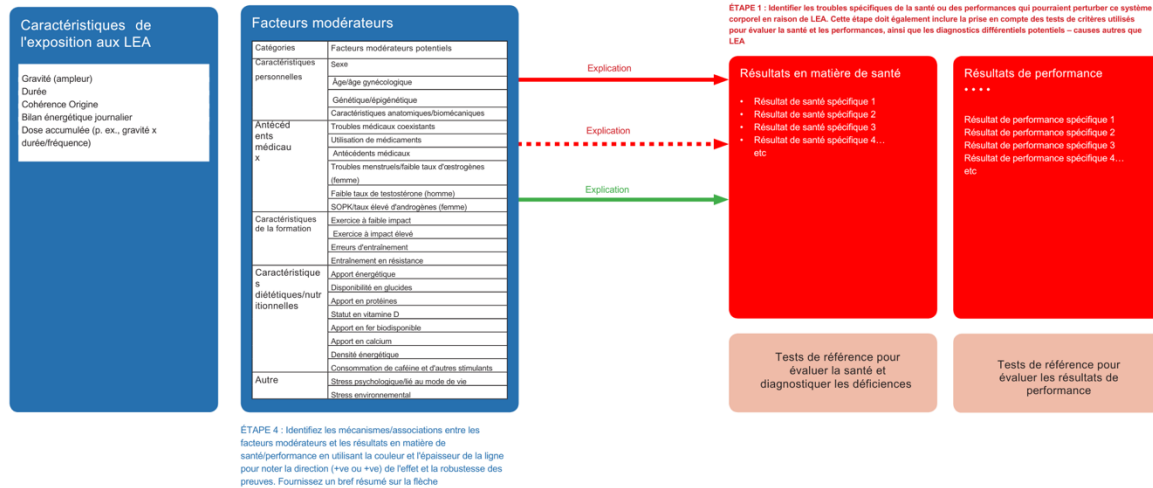 Caractéristiques de
l'exposition aux LEA
Gravité (ampleur)
Durée
Cohérence Origine
Bilan énergétique journalier
Dose accumulée (p. ex., gravité x
durée/fréquence)
Facteurs modérateurs
Catégories
Facteurs modérateurs potentiels
Caractéristiques
personnelles
Sexe
Âge/âge gynécologique
Génétique/épigénétique
Caractéristiques anatomiques/biomécaniques
Antécéd
ents
médicau
x
Troubles médicaux coexistants
Utilisation de médicaments
Antécédents médicaux
Troubles menstruels/faible taux d'œstrogènes
(femme)
Faible taux de testostérone (homme)
SOPK/taux élevé d'androgènes (femme)
Caractéristiques
de la formation
Exercice à faible impact
Exercice à impact élevé
Erreurs d'entraînement
Entraînement en résistance
Caractéristique
s
diététiques/nutr
itionnelles
Apport énergétique
Disponibilité en glucides
Apport en protéines
Statut en vitamine D
Apport en fer biodisponible
Apport en calcium
Densité énergétique
Consommation de caféine et d'autres stimulants
Autre
Stress psychologique/lié au mode de vie
Stress environnemental
ÉTAPE 4 : Identifiez les mécanismes/associations entre les
facteurs modérateurs et les résultats en matière de
santé/performance en utilisant la couleur et l'épaisseur de la ligne
pour noter la direction (+ve ou +ve) de l'effet et la robustesse des
preuves. Fournissez un bref résumé sur la flèche
Explication
Explication
Explication
ÉTAPE 1 : Identifier les troubles spécifiques de la santé ou des performances qui pourraient perturber ce système
corporel en raison de LEA. Cette étape doit également inclure la prise en compte des tests de critères utilisés
pour évaluer la santé et les performances, ainsi que les diagnostics différentiels potentiels – causes autres que
LEA
Résultats en matière de santé
• Résultat de santé spécifique 1
• Résultat de santé spécifique 2
• Résultat de santé spécifique 3
• Résultat de santé spécifique 4…
etc
Résultats de performance
• • • •
Résultat de performance spécifique 1
Résultat de performance spécifique 2
Résultat de performance spécifique 3
Résultat de performance spécifique 4…
etc
Tests de référence pour
évaluer la santé et
diagnostiquer les déficiences
Tests de référence pour
évaluer les résultats de
performance